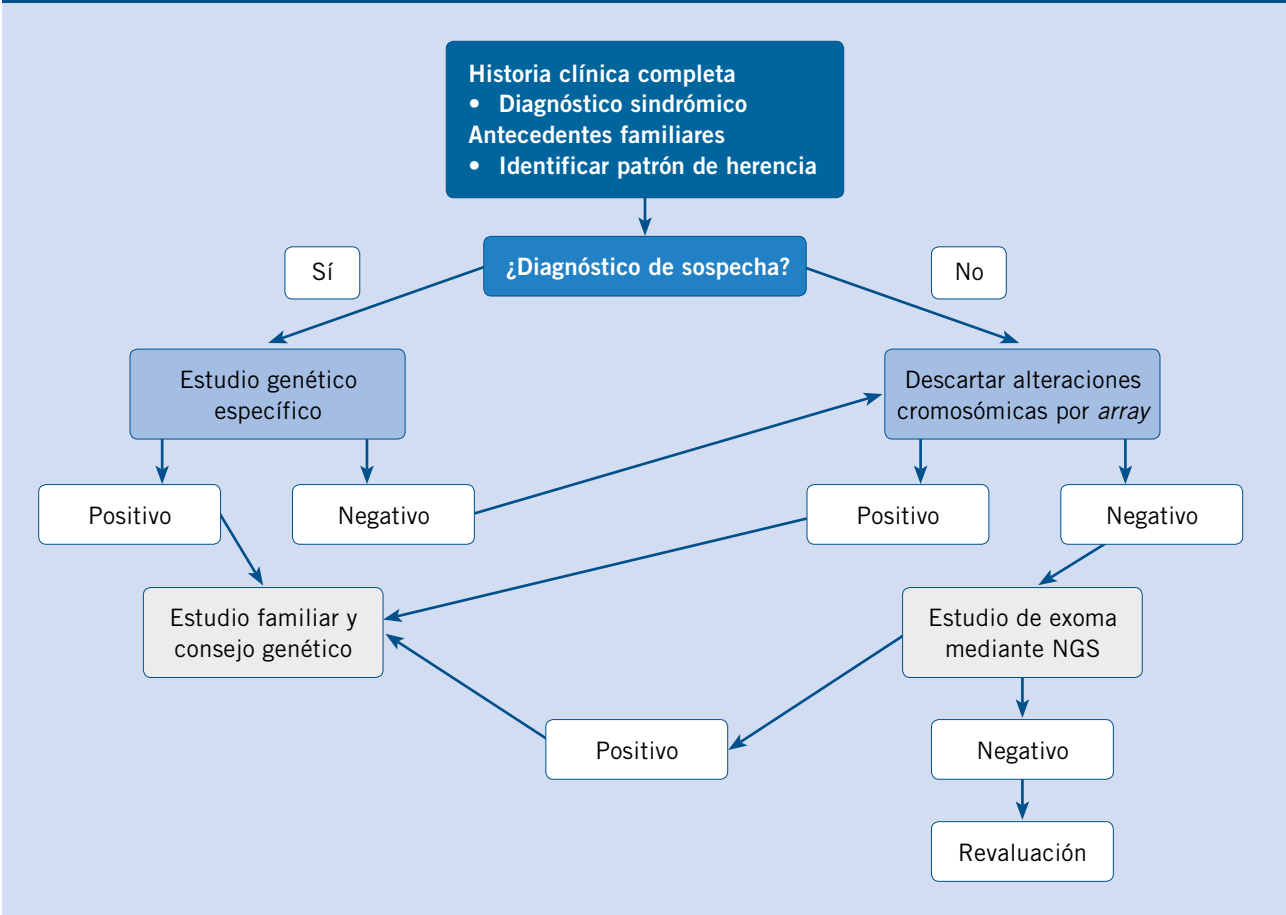 Historia clínica completa
• Diagnóstico sindrómico
Antecedentes familiares
• Identificar patrón de herencia
¿Diagnóstico de sospecha?
Sí
No
Estudio genético
específico
Descartar alteraciones
cromosómicas por array
Positivo
Negativo
Positivo
Negativo
Estudio familiar y
consejo genético
Estudio de exoma
mediante NGS
Positivo
Negativo
Revaluación